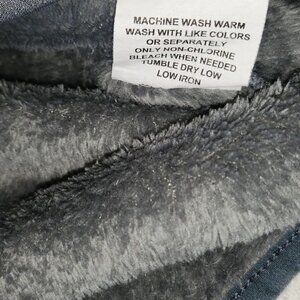 MACHINE WASH WARM
WASH WITH LIKE COLORS
OR SEPARATELY
ONLY NON-CHLORINE
BLEACH WHEN NEEDED
TUMBLE DRY LOW
LOW IRON